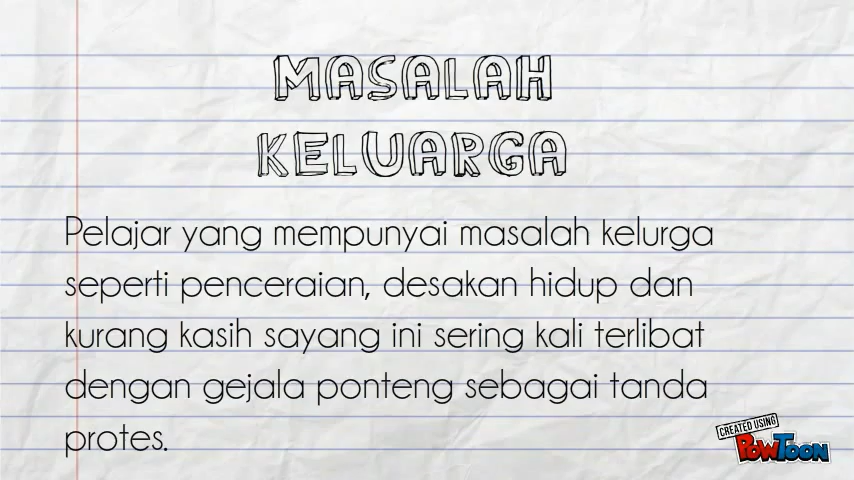 MASALAH
KELUARGA
Pelajar yang mempunyai masalah kelurga
seperti penceraian, desakan hidup dan
kurang kasih sayang ini sering kali terlibat
dengan gejala ponteng sebagai tanda
protes.
CREATED USING
POWTOON